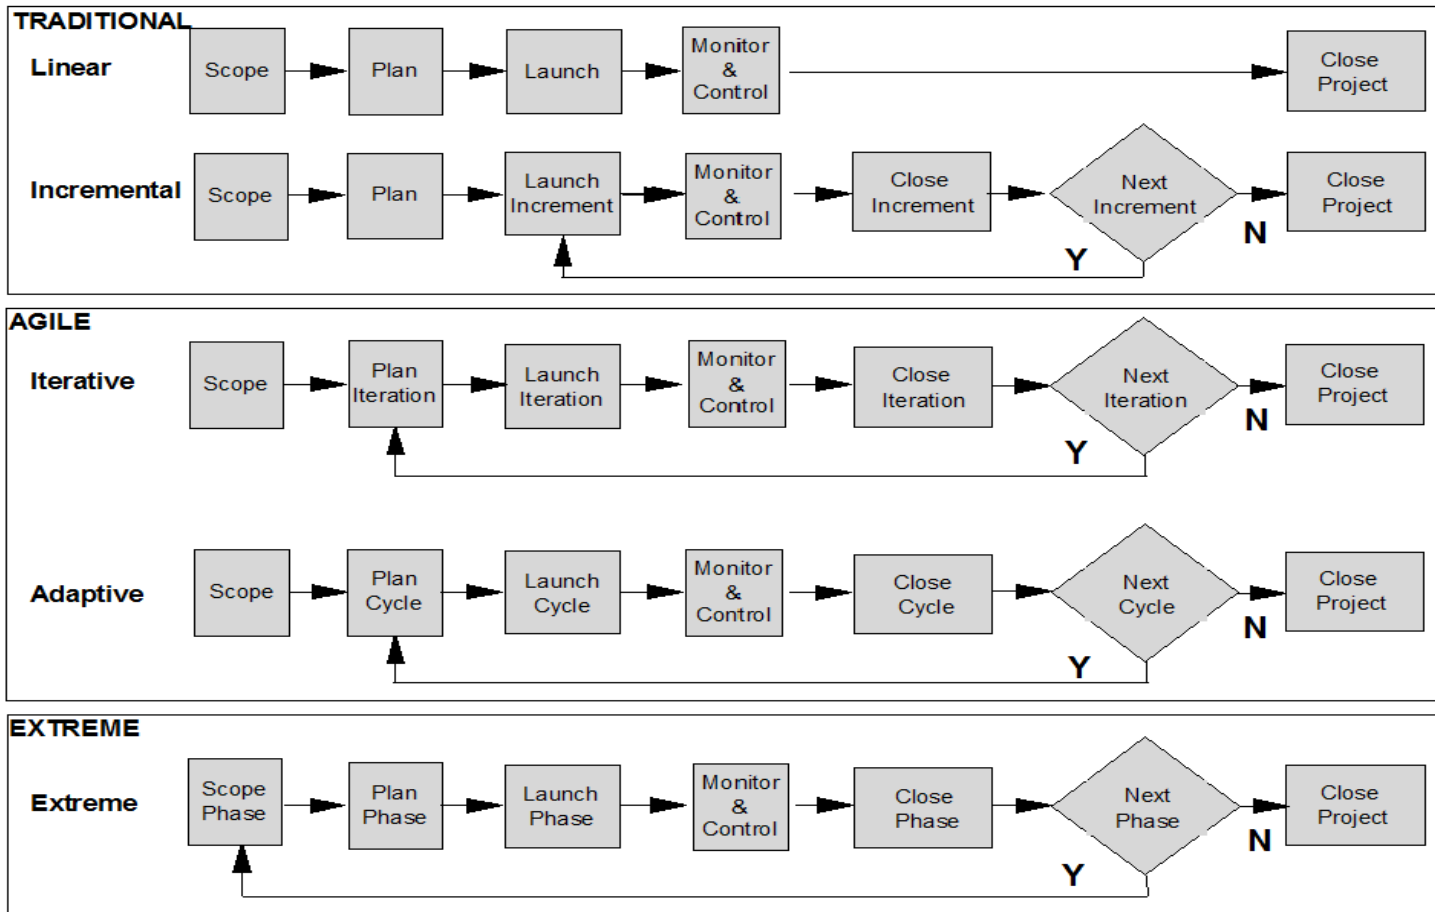 TRADITIONAL
Linear
Scope
Plan
Launch
Monitor
&
Control
Close
Project
Incremental
Scope
Plan
Launch
Increment
Monitor
&
Control
Close
Increment
Next
Increment
Y
N
Close
Project
AGILE
Iterative
Scope
Plan
Iteration
Launch
Iteration
Monitor
&
Control
Close
Iteration
Next
Iteration
Y
N
Close
Project
Adaptive
Scope
Plan
Cycle
Launch
Cycle
Monitor
&
Control
Close
Cycle
Next
Cycle
Y
N
Close
Project
EXTREME
Extreme
Scope
Phase
Plan
Phase
Launch
Phase
Monitor
&
Control
Close
Phase
Next
Phase
Y
N
Close
Project